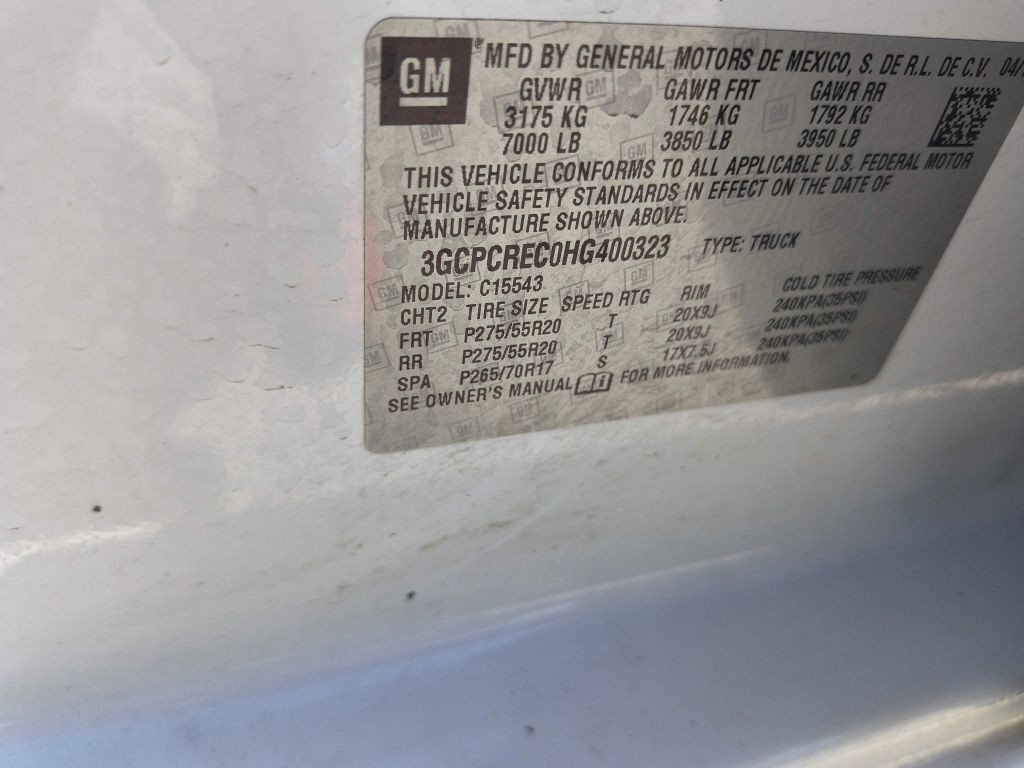 GM ® MFD BY GENERAL MOTORS DE MEXICO, S. DE R.L. DE C.V. 04/
GVWR GAWR FRT GAWR RR
3175 KG 1746 KG 1792 KG
7000 LB 3850 LB 3950 LB
THIS VEHICLE CONFORMS TO ALL APPLICABLE U.S. FEDERAL MOTOR
VEHICLE SAFETY STANDARDS IN EFFECT ON THE DATE OF
MANUFACTURE SHOWN ABOVE.
3GCPCREC0HG400323 TYPE: TRUCK
MODEL: C15543
CHT2 TIRE SIZE SPEED RTG RIM COLD TIRE PRESSURE
FRT P275/55R20 T 20X9J 240KPA(35PSI)
RR P275/55R20 T 20X9J 240KPA(35PSI)
SPA P265/70R17 S 17X7.5J 240KPA(35PSI)
SEE OWNER'S MANUAL i FOR MORE INFORMATION.